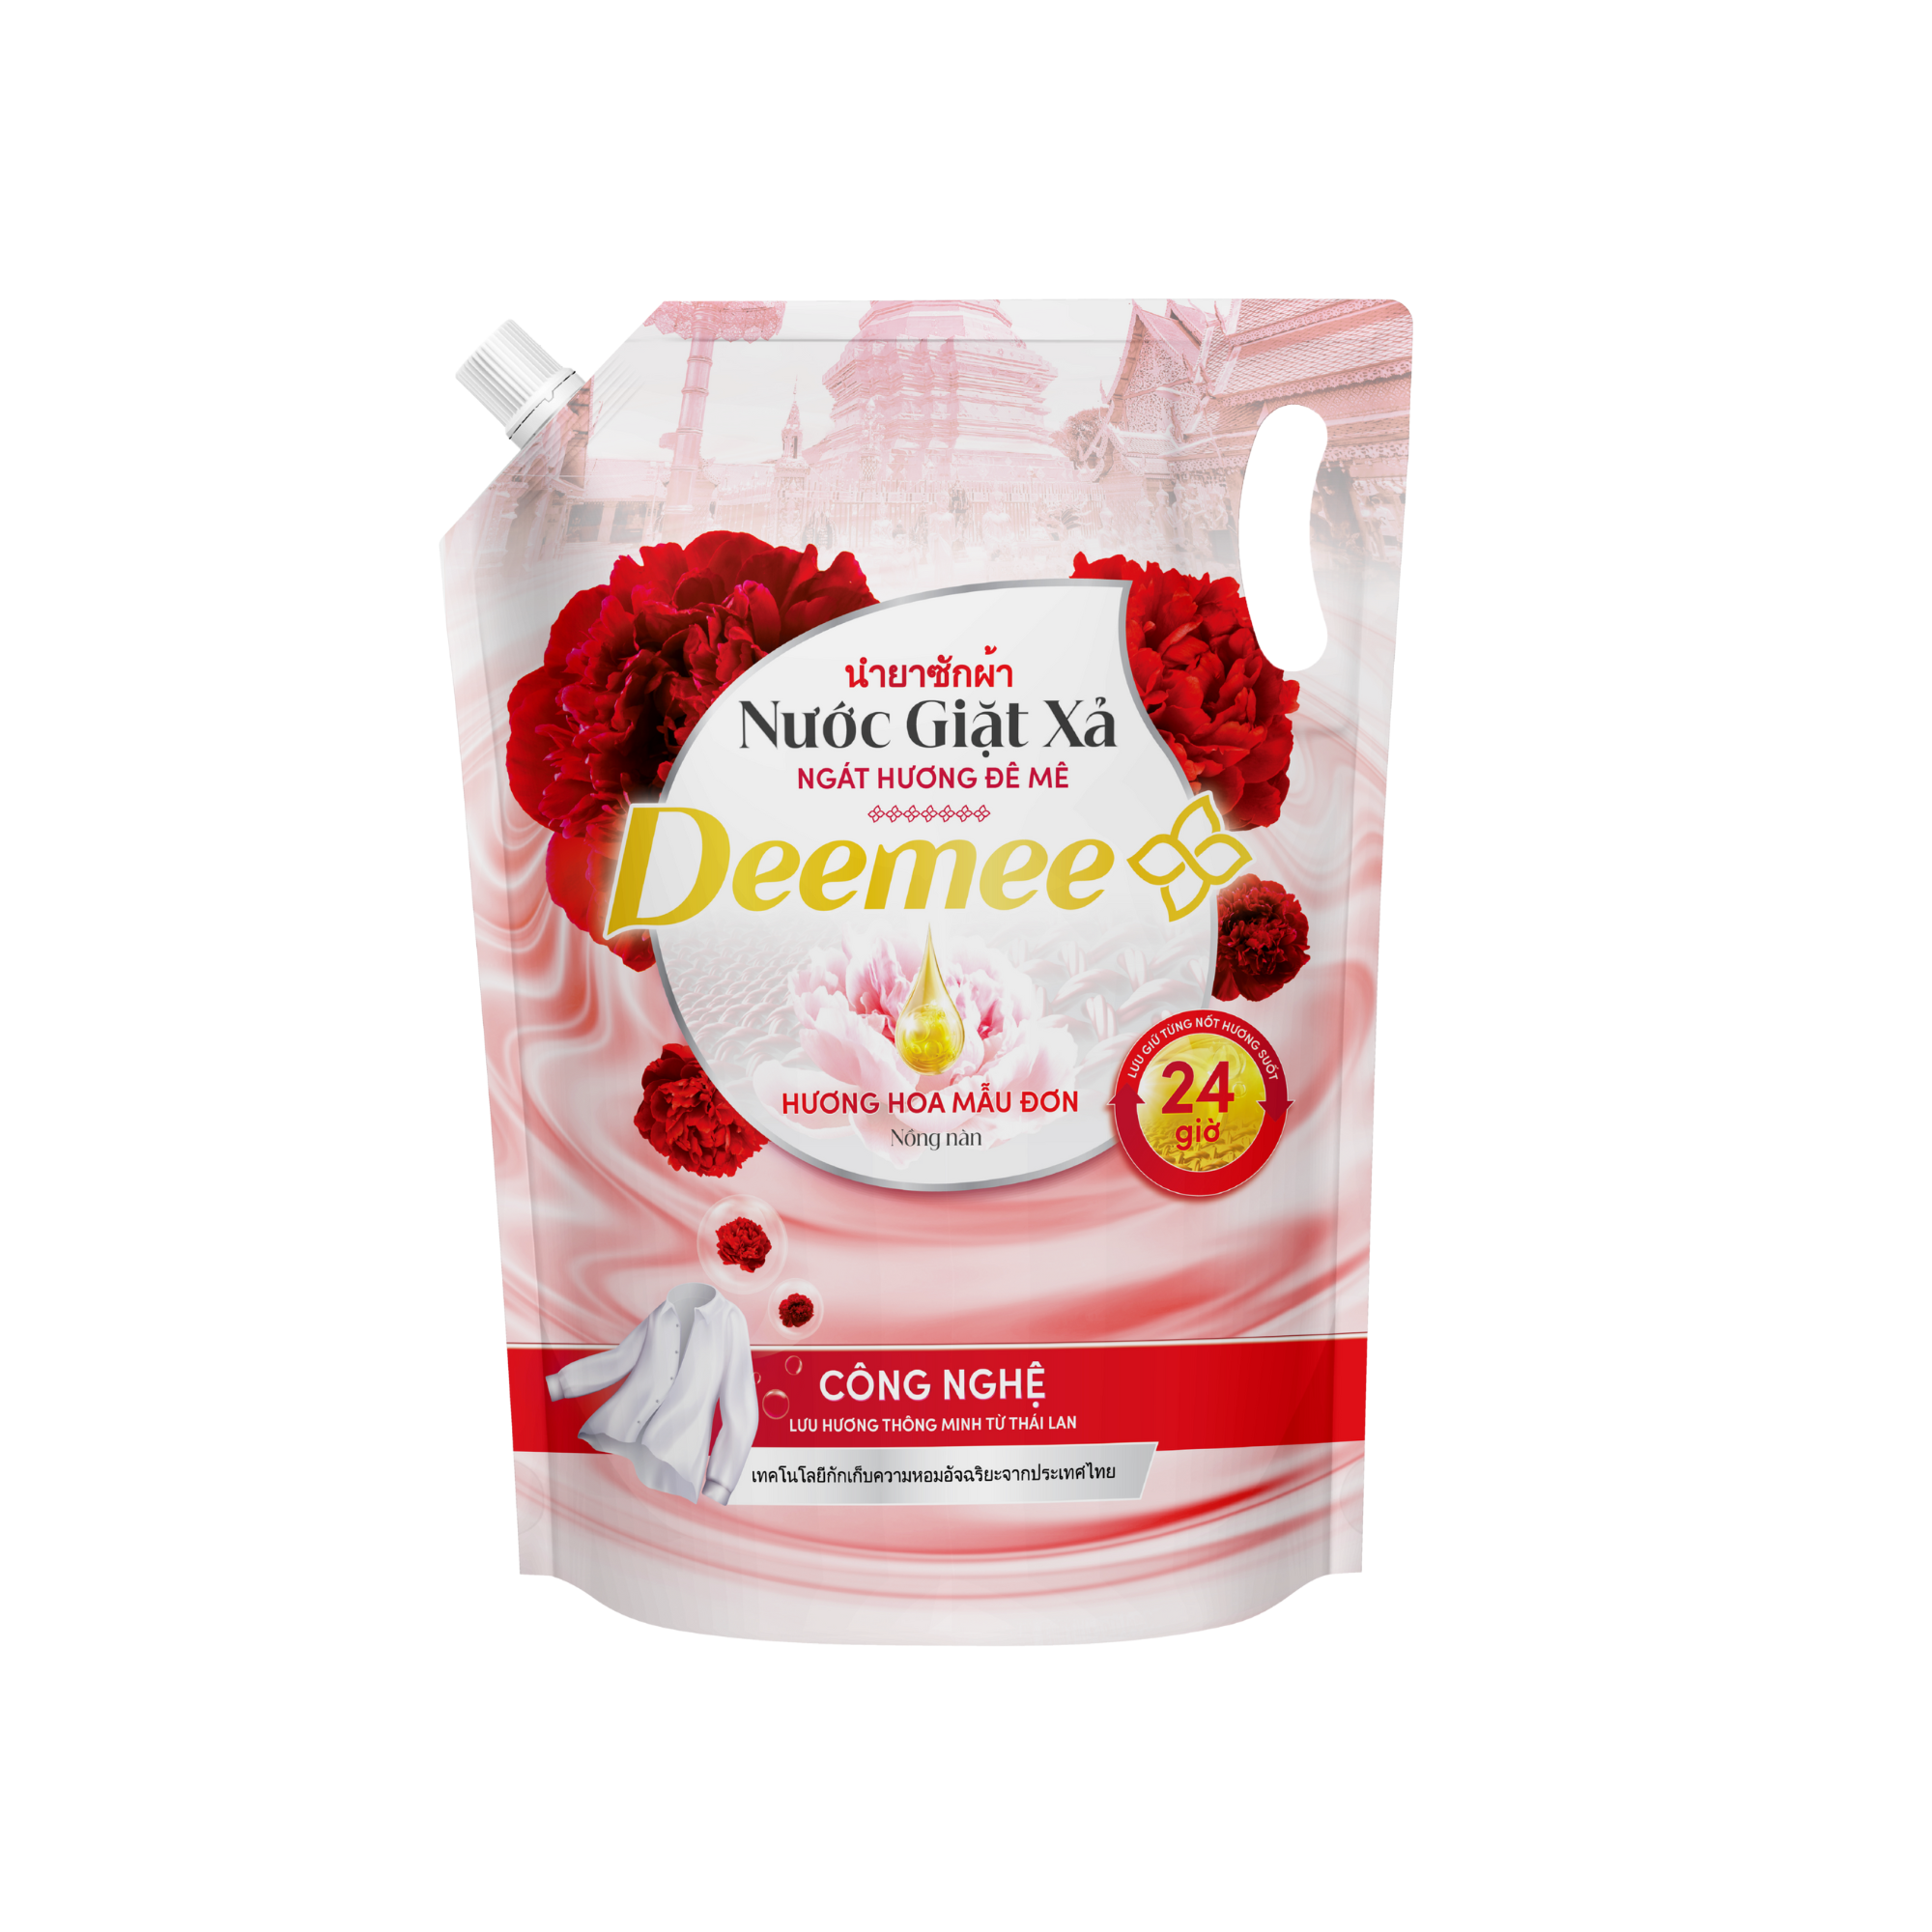 นำยาซักผ้า
Nước Giặt Xả
NGÁT HƯƠNG ĐÊ MÊ
Deemee
LƯU GIỮ TỪNG NỐT HƯƠNG SUỐT
24
giờ
HƯƠNG HOA MẪU ĐƠN
Nồng nàn
CÔNG NGHỆ
LƯU HƯƠNG THÔNG MINH TỪ THÁI LAN
เทคโนโลยีกักเก็บความหอมอัจฉริยะจากประเทศไทย